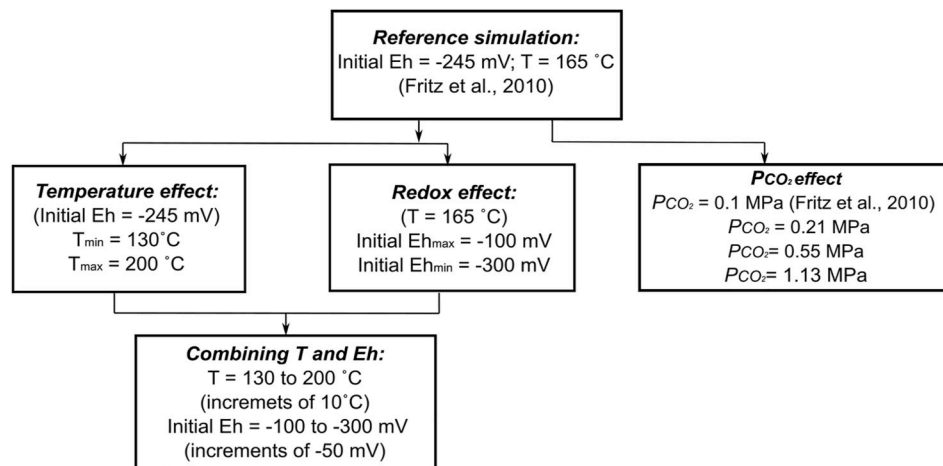 Reference simulation:
Initial Eh = -245 mV; T = 165 ˚C
(Fritz et al., 2010)
Temperature effect:
(Initial Eh = -245 mV)
Tmin = 130˚C
Tmax = 200 ˚C
Redox effect:
(T = 165 ˚C)
Initial Ehmax = -100 mV
Initial Ehmin = -300 mV
PCO₂ effect
PCO₂ = 0.1 MPa (Fritz et al., 2010)
PCO₂ = 0.21 MPa
PCO₂ = 0.55 MPa
PCO₂= 1.13 MPa
Combining T and Eh:
T = 130 to 200 ˚C
(incremets of 10˚C)
Initial Eh = -100 to -300 mV
(increments of -50 mV)